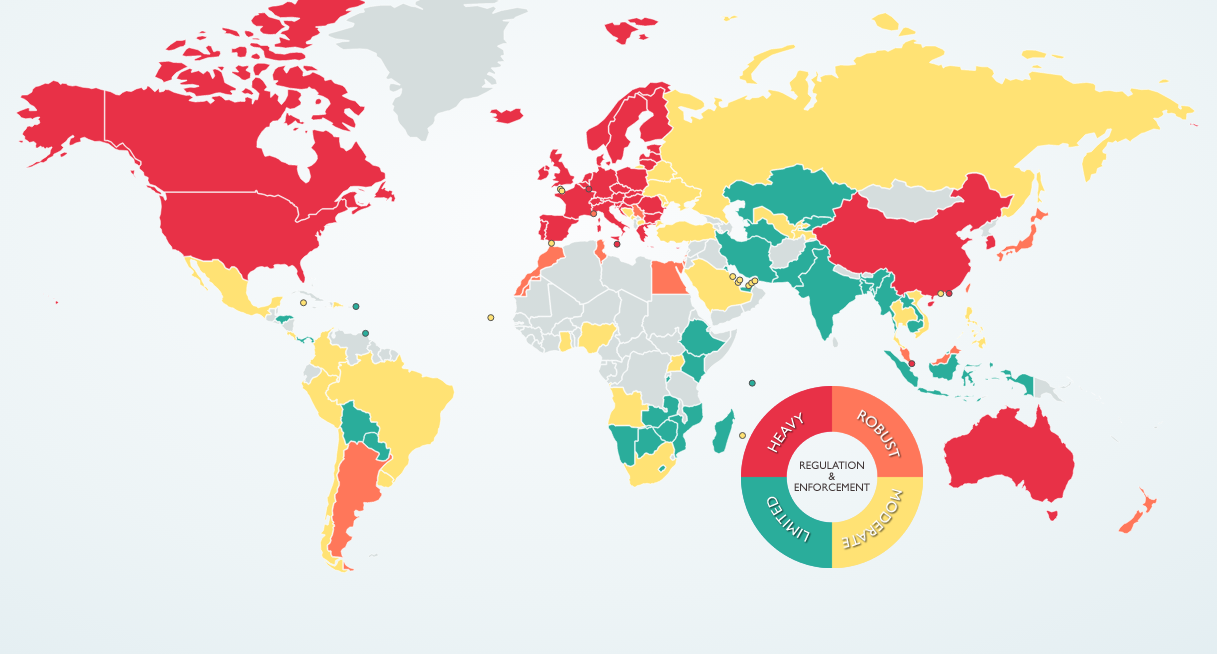 HEAVY
ROBUST
REGULATION
&
ENFORCEMENT
LIMITED
MODERATE